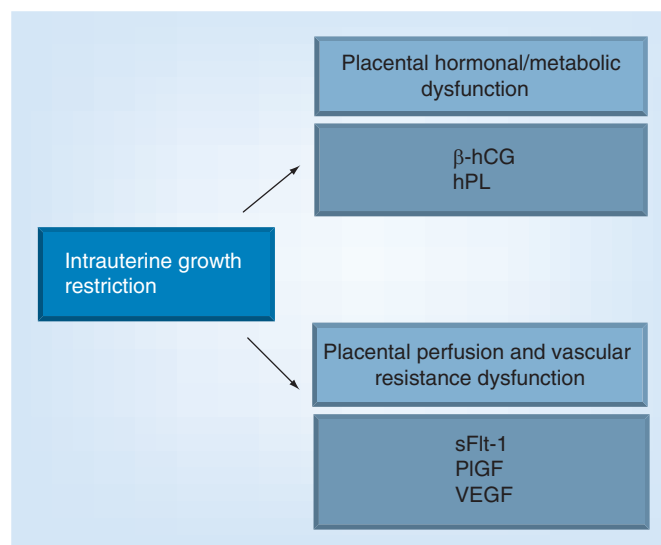 Placental hormonal/metabolic
dysfunction
β-hCG
hPL
Intrauterine growth
restriction
Placental perfusion and vascular
resistance dysfunction
sFlt-1
PlGF
VEGF